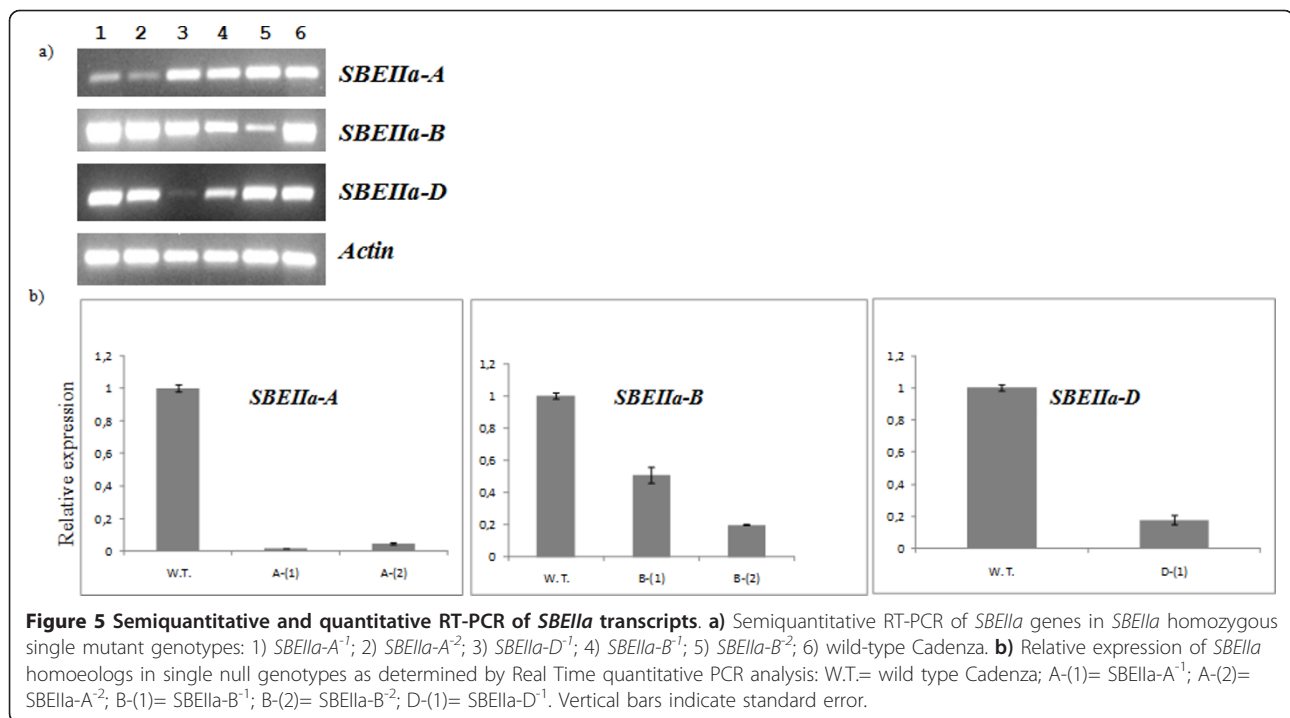 1 2 3 4 5 6
a)
SBEIIa-A
SBEIIa-B
SBEIIa-D
Actin
b)
Relative expression
1,2
1
0,8
0,6
0,4
0,2
0
SBEIIa-A
W.T. A-(1) A-(2)
1,2
1
0,8
0,6
0,4
0,2
0
SBEIIa-B
W.T. B-(1) B-(2)
1,2
1
0,8
0,6
0,4
0,2
0
SBEIIa-D
W.T. D-(1)
Figure 5 Semiquantitative and quantitative RT-PCR of SBEIIa transcripts. a) Semiquantitative RT-PCR of SBEIIa genes in SBEIIa homozygous
single mutant genotypes: 1) SBEIIa-A⁻¹; 2) SBEIIa-A⁻²; 3) SBEIIa-D⁻¹; 4) SBEIIa-B⁻¹; 5) SBEIIa-B⁻²; 6) wild-type Cadenza. b) Relative expression of SBEIIa
homoeologs in single null genotypes as determined by Real Time quantitative PCR analysis: W.T.= wild type Cadenza; A-(1)= SBEIIa-A⁻¹; A-(2)=
SBEIIa-A⁻²; B-(1)= SBEIIa-B⁻¹; B-(2)= SBEIIa-B⁻²; D-(1)= SBEIIa-D⁻¹. Vertical bars indicate standard error.